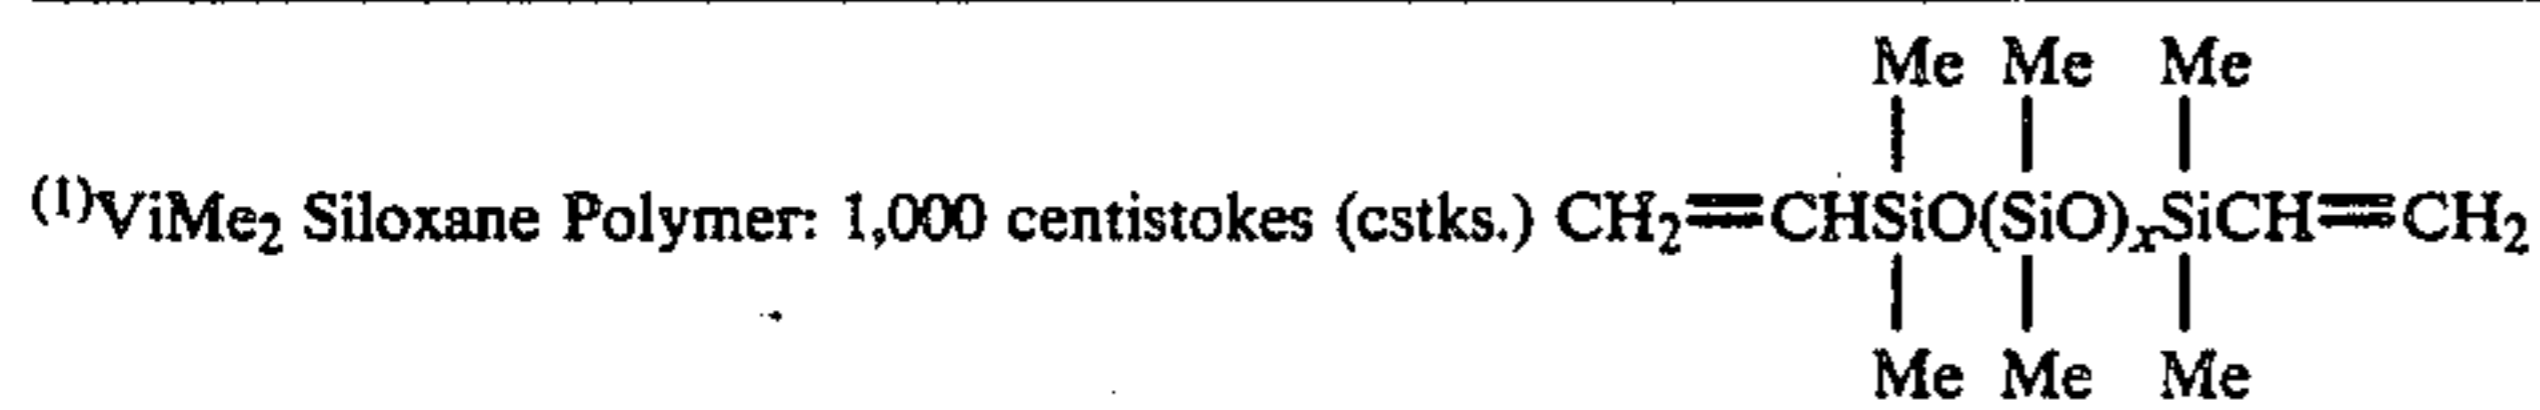 Me Me Me
(1)ViMe2 Siloxane Polymer: 1,000 centistokes (cstks.) CH2=CHSiO(SiO)xSiCH=CH2
Me Me Me